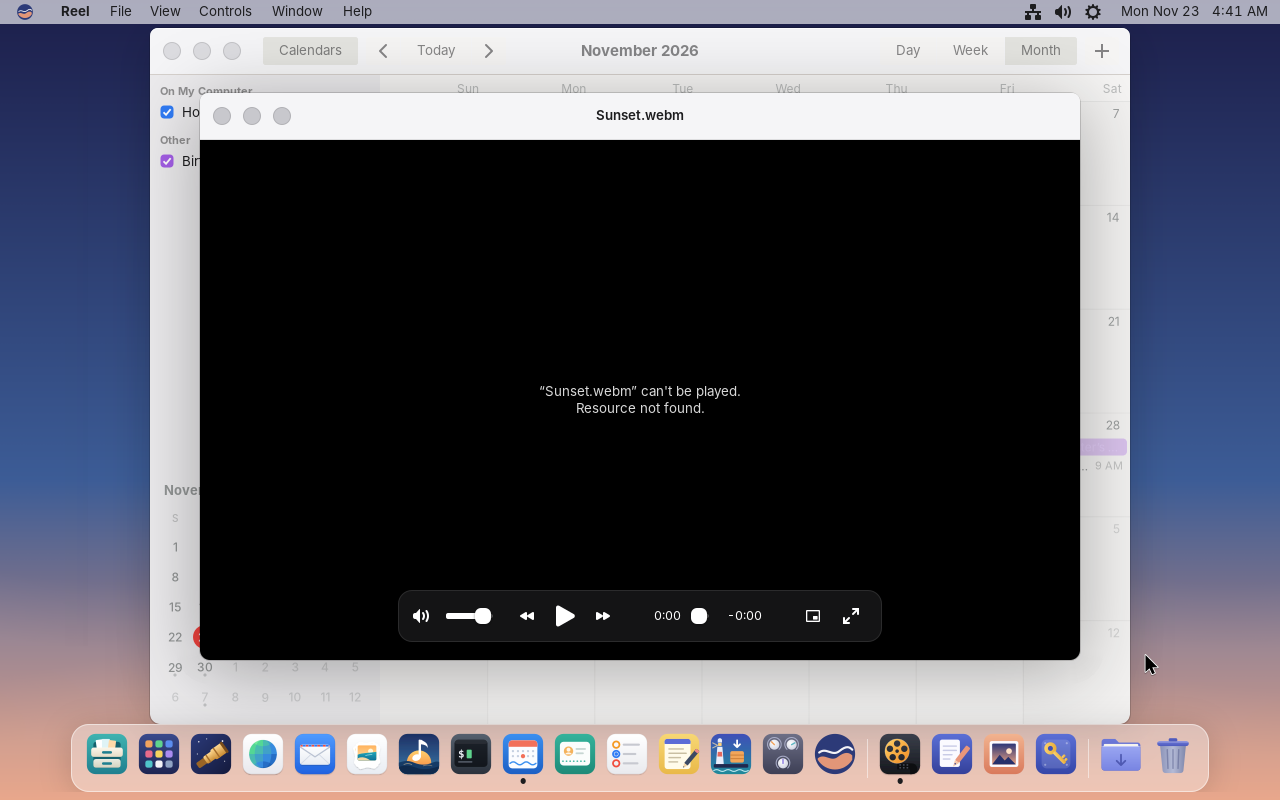 Reel File View Controls Window Help Mon Nov 23 4:41 AM
Calendars Today November 2026 Day Week Month
On My Computer
Sun Mon Tue Wed Thu Fri Sat
Other
7
14
21
28
9 AM
5
12
Sunset.webm
“Sunset.webm” can't be played.
Resource not found.
0:00 -0:00
S
1
8
15
22
29 30 1 2 3 4 5
6 7 8 9 10 11 12